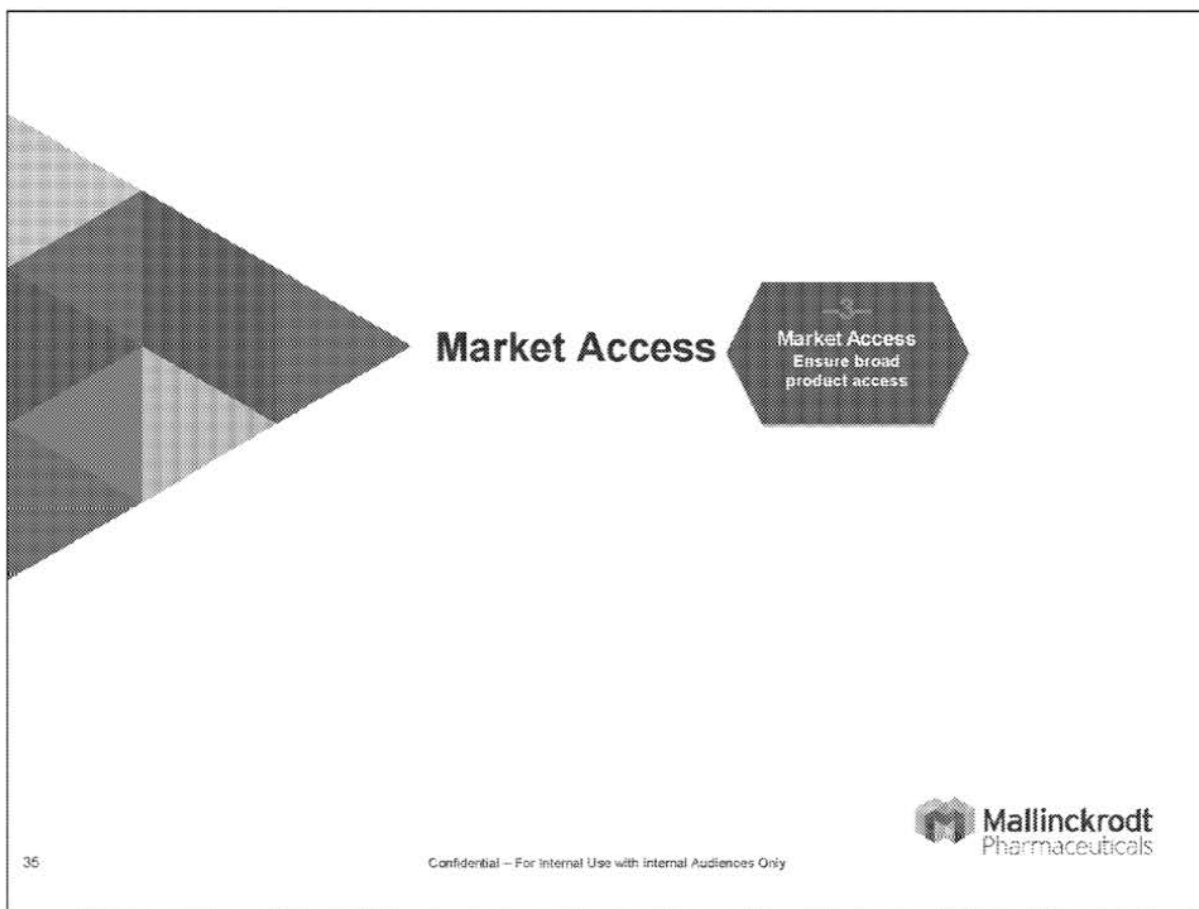 Market Access
–3–
Market Access
Ensure broad
product access
Mallinckrodt
Pharmaceuticals
35
Confidential – For Internal Use with Internal Audiences Only